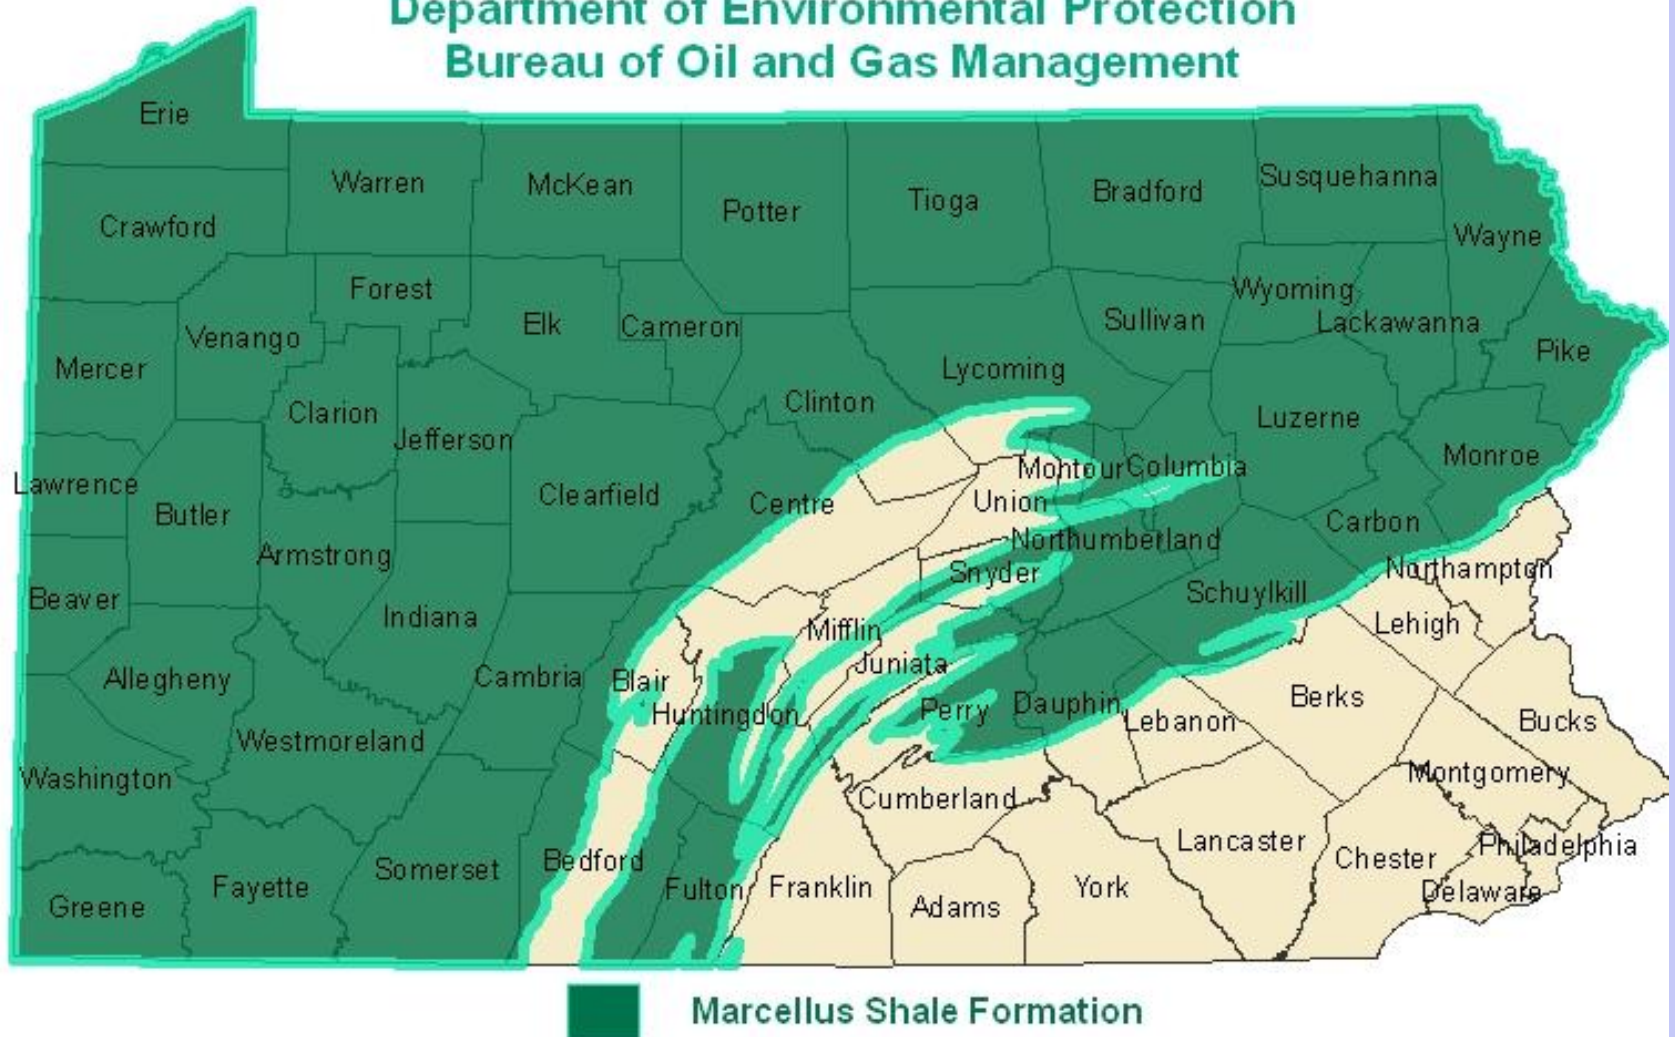 Department of Environmental Protection
Bureau of Oil and Gas Management
Erie
Warren
McKean
Potter
Tioga
Bradford
Susquehanna
Wayne
Crawford
Forest
Elk
Cameron
Venango
Sullivan
Wyoming
Lackawanna
Pike
Mercer
Lycoming
Clinton
Clarion
Jefferson
Luzerne
Monroe
Lawrence
Butler
Clearfield
Centre
Montour
Columbia
Union
Carbon
Armstrong
Northumberland
Snyder
Northampton
Beaver
Indiana
Schuylkill
Lehigh
Mifflin
Juniata
Allegheny
Cambria
Blair
Huntingdon
Perry
Dauphin
Lebanon
Berks
Bucks
Westmoreland
Washington
Cumberland
Montgomery
Lancaster
Chester
Philadelphia
Delaware
Somerset
Bedford
Fulton
Franklin
Adams
York
Fayette
Greene
Marcellus Shale Formation